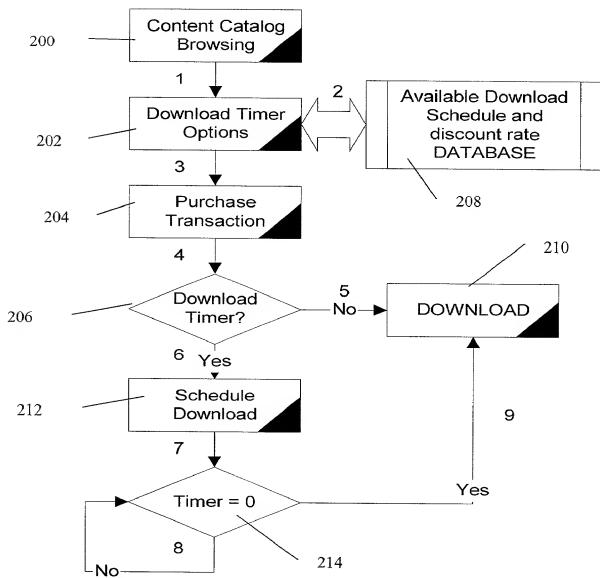 200
Content Catalog
Browsing
1
202
Download Timer
Options
2
Available Download
Schedule and
discount rate
DATABASE
208
3
204
Purchase
Transaction
4
206
Download
Timer?
5
No
210
DOWNLOAD
6
Yes
212
Schedule
Download
7
9
Timer = 0
Yes
214
8
No